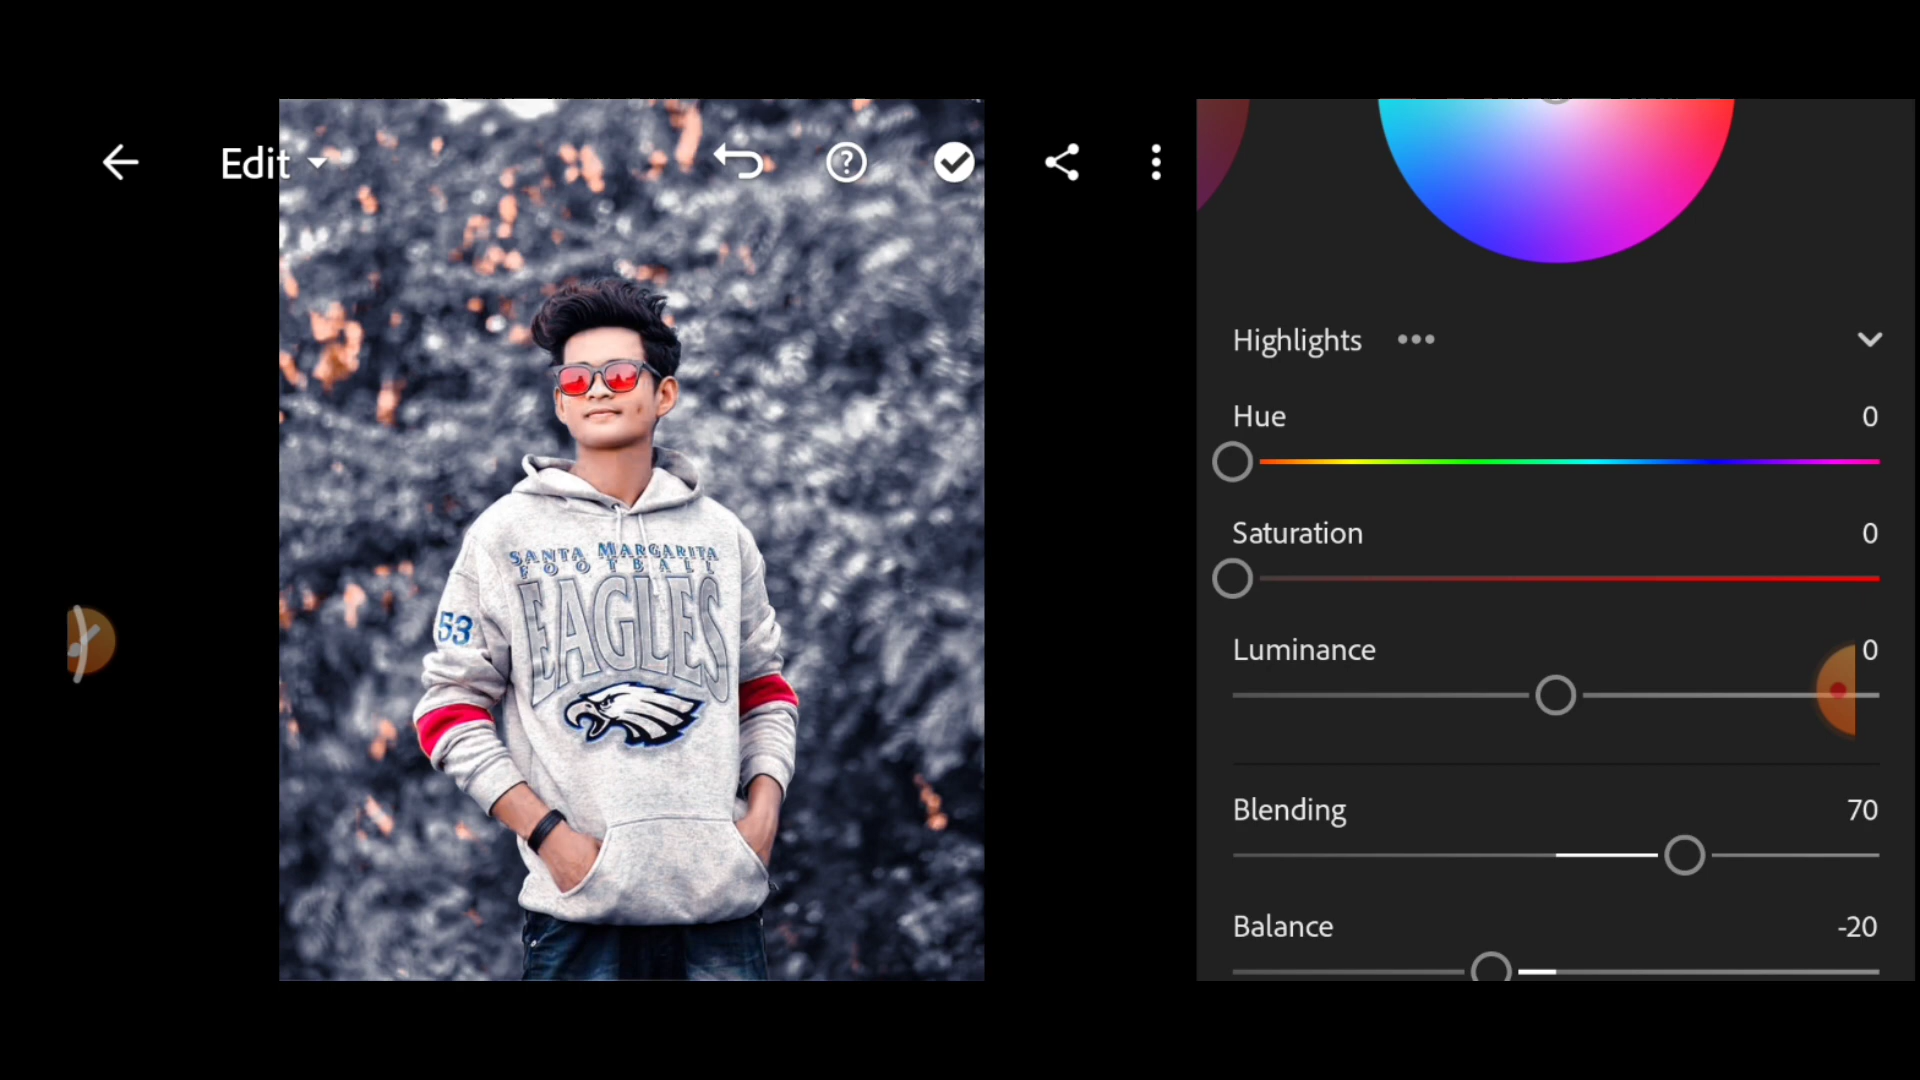 Edit
SANTA MARGARITA
FOOTBALL
EAGLES
53
Highlights
Hue 0
Saturation 0
Luminance 0
Blending 70
Balance -20